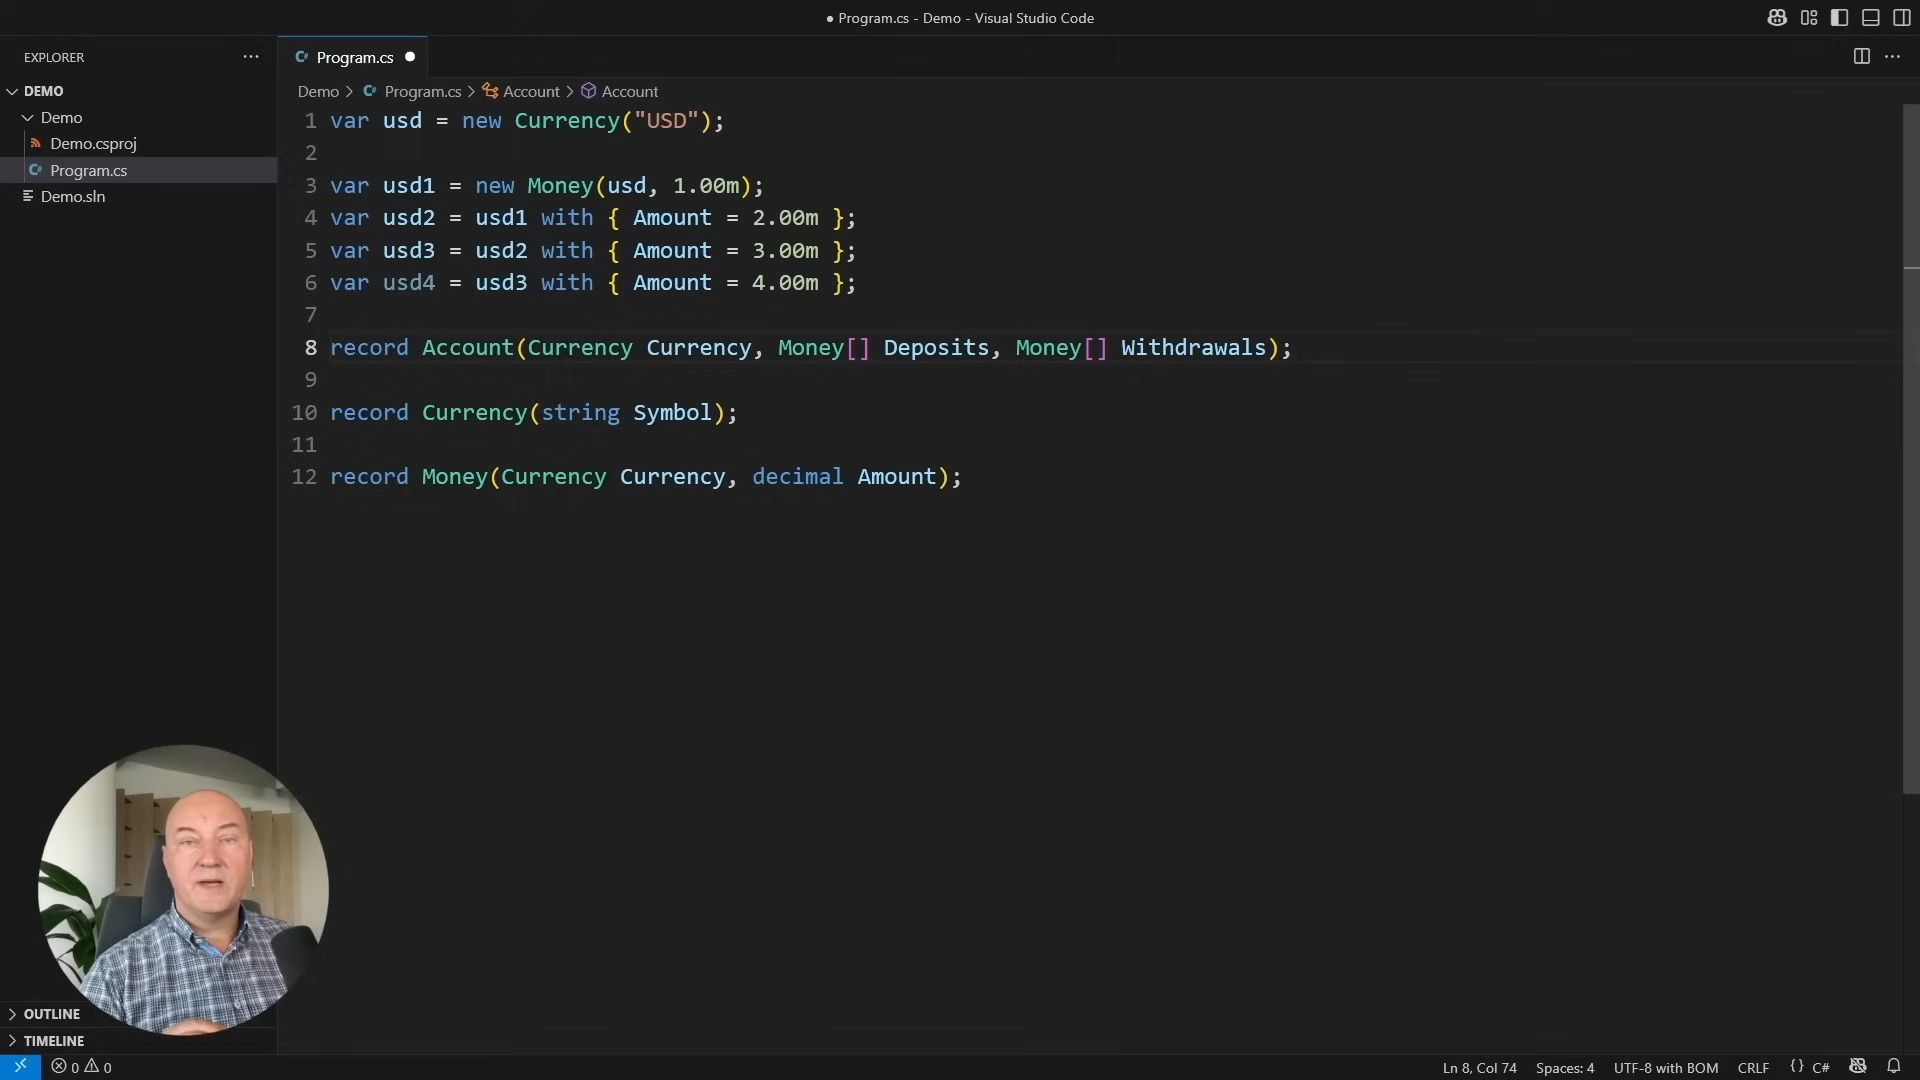 Program.cs - Demo - Visual Studio Code
EXPLORER
DEMO
Demo
Demo.csproj
Program.cs
Demo.sln
Program.cs
Demo > Program.cs > Account > Account
1 var usd = new Currency("USD");
2
3 var usd1 = new Money(usd, 1.00m);
4 var usd2 = usd1 with { Amount = 2.00m };
5 var usd3 = usd2 with { Amount = 3.00m };
6 var usd4 = usd3 with { Amount = 4.00m };
7
8 record Account(Currency Currency, Money[] Deposits, Money[] Withdrawals);
9
10 record Currency(string Symbol);
11
12 record Money(Currency Currency, decimal Amount);
OUTLINE
TIMELINE
0 0
Ln 8, Col 74 Spaces: 4 UTF-8 with BOM CRLF {} C#